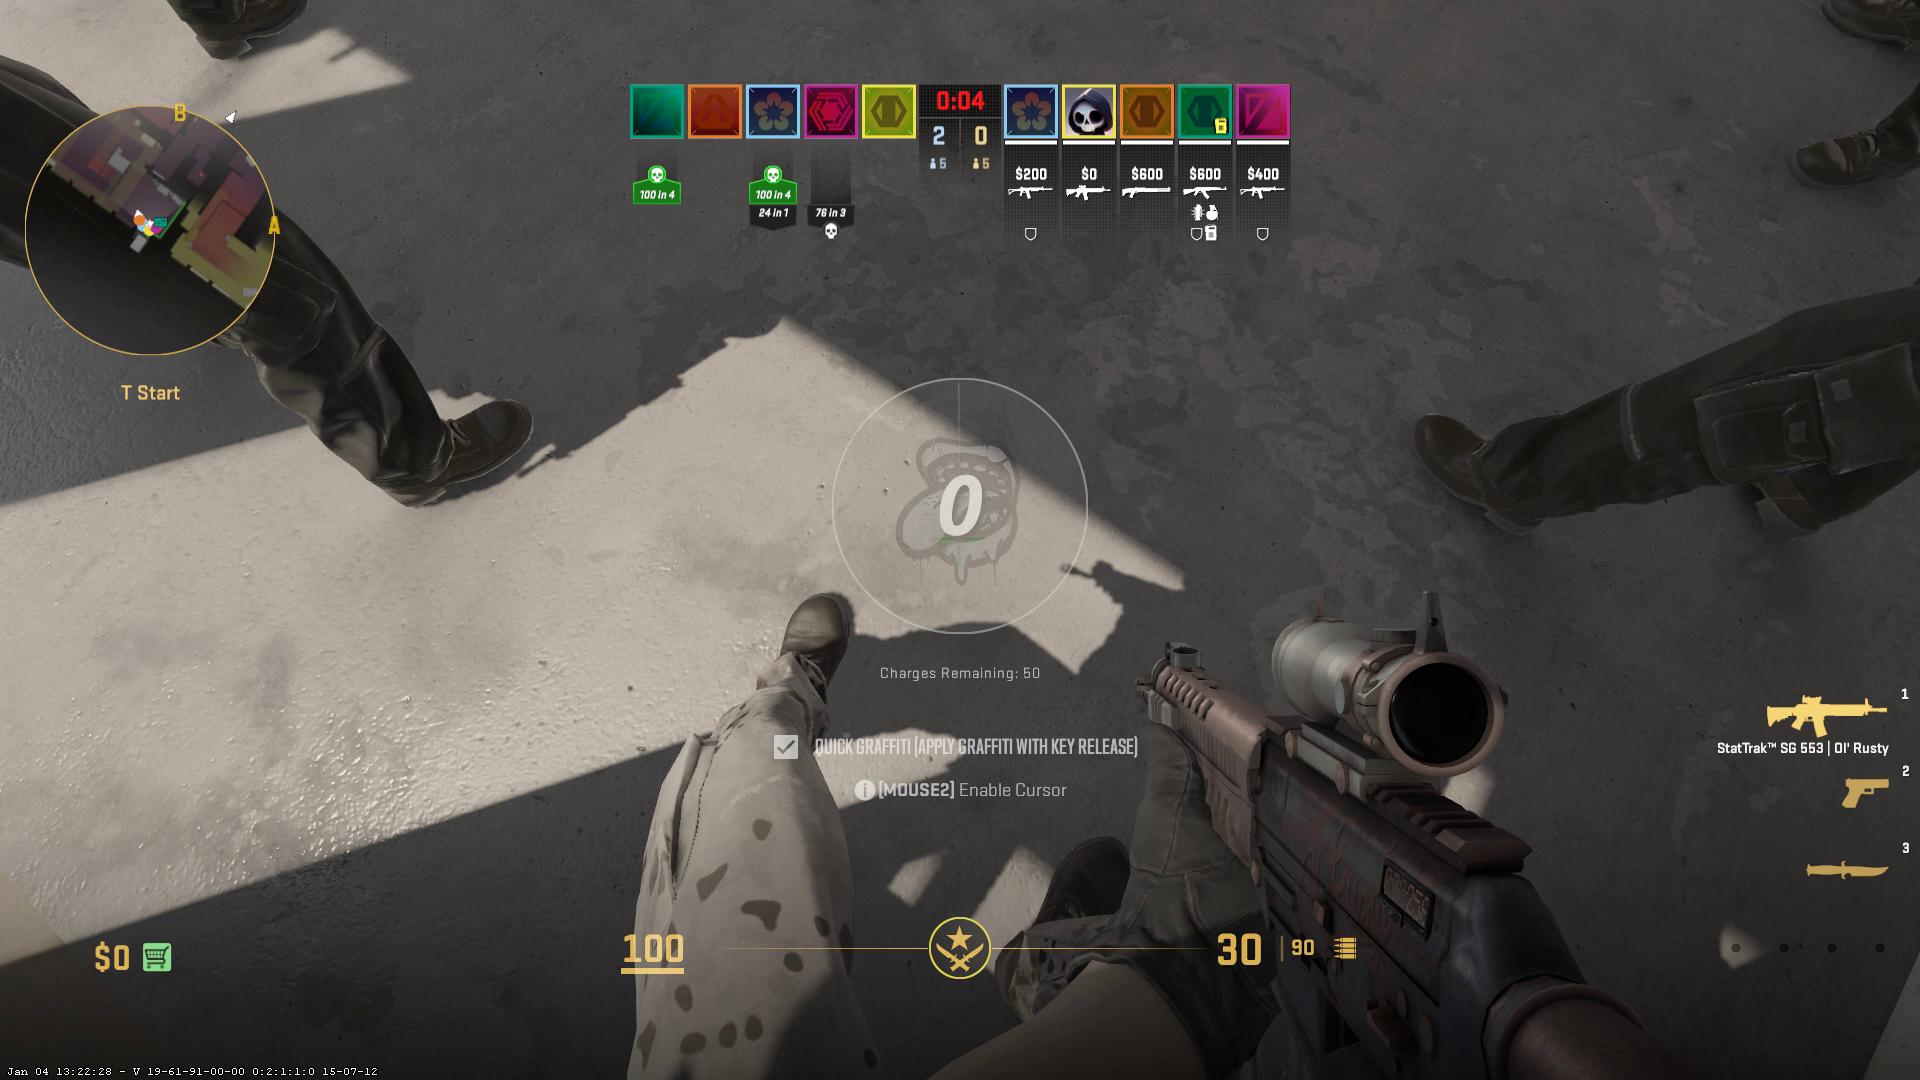 B
0:04
2 0
5 5
100 in 4
100 in 4
24 in 1
76 in 3
$200 $0 $600 $600 $400
A
T Start
0
Charges Remaining: 50
QUICK GRAFFITI (APPLY GRAFFITI WITH KEY RELEASE)
[MOUSE2] Enable Cursor
1
StatTrak™ SG 553 | Ol' Rusty
2
3
$0
100
30 | 90
Jan 04 13:22:28 - V 19-61-91-00-00 0:2:1:1:0 15-07-12